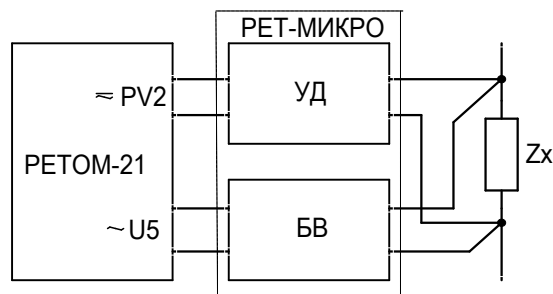 РЕТ-МИКРО
≂ PV2
УД
РЕТОМ-21
Zx
~U5
БВ